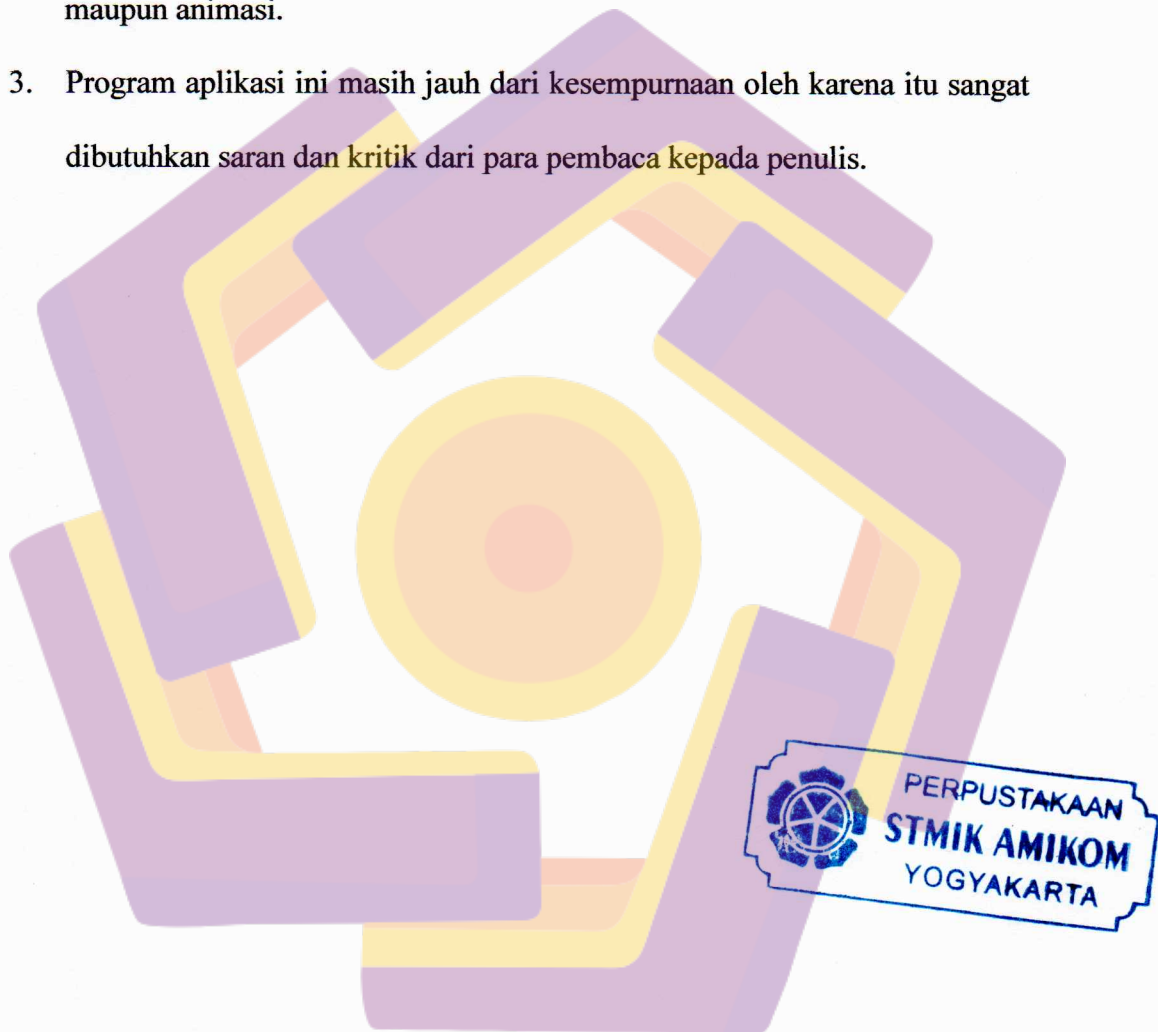 maupun animasi.
3. Program aplikasi ini masih jauh dari kesempurnaan oleh karena itu sangat
dibutuhkan saran dan kritik dari para pembaca kepada penulis.
PERPUSTAKAAN
STMIK AMIKOM
YOGYAKARTA